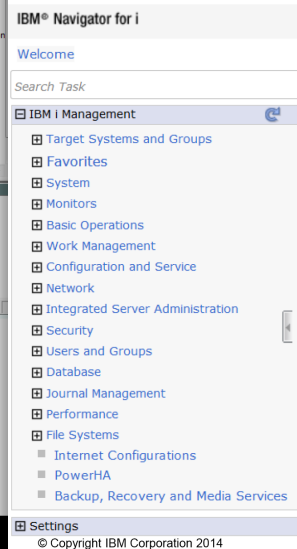 IBM® Navigator for i
Welcome
Search Task
IBM i Management
Target Systems and Groups
Favorites
System
Monitors
Basic Operations
Work Management
Configuration and Service
Network
Integrated Server Administration
Security
Users and Groups
Database
Journal Management
Performance
File Systems
Internet Configurations
PowerHA
Backup, Recovery and Media Services
Settings
© Copyright IBM Corporation 2014